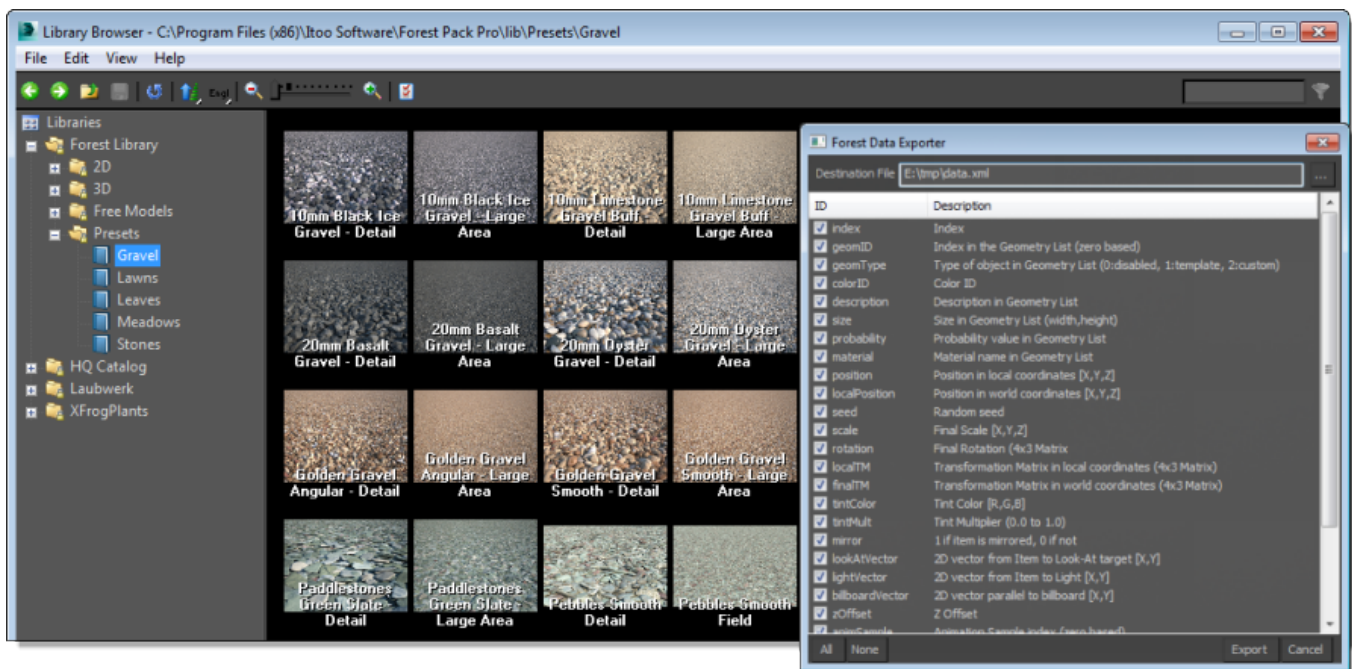 Library Browser - C:\Program Files (x86)\Itoo Software\Forest Pack Pro\lib\Presets\Gravel
File Edit View Help
Engl
Libraries
Forest Library
2D
3D
Free Models
Presets
Gravel
Lawns
Leaves
Meadows
Stones
HQ Catalog
Laubwerk
XFrogPlants
10mm Black Ice
Gravel - Detail
10mm Black Ice
Gravel - Large
Area
10mm Limestone
Gravel Buff -
Detail
10mm Limestone
Gravel Buff -
Large Area
20mm Basalt
Gravel - Detail
20mm Basalt
Gravel - Large
Area
20mm Oyster
Gravel - Detail
20mm Oyster
Gravel - Large
Area
Golden Gravel
Angular - Detail
Golden Gravel
Angular - Large
Area
Golden Gravel
Smooth - Detail
Golden Gravel
Smooth - Large
Area
Paddlestones
Green Slate -
Detail
Paddlestones
Green Slate -
Large Area
Pebbles Smooth
Detail
Pebbles Smooth
Field
Forest Data Exporter
Destination File E:\tmp\data.xml ...
ID Description
index Index
geomID Index in the Geometry List (zero based)
geomType Type of object in Geometry List (0:disabled, 1:template, 2:custom)
colorID Color ID
description Description in Geometry List
size Size in Geometry List (width,height)
probability Probability value in Geometry List
material Material name in Geometry List
position Position in local coordinates [X,Y,Z]
localPosition Position in world coordinates [X,Y,Z]
seed Random seed
scale Final Scale [X,Y,Z]
rotation Final Rotation (4x3 Matrix
localTM Transformation Matrix in local coordinates (4x3 Matrix)
finalTM Transformation Matrix in world coordinates (4x3 Matrix)
tintColor Tint Color [R,G,B]
tintMult Tint Multiplier (0.0 to 1.0)
mirror 1 if item is mirrored, 0 if not
lookAtVector 2D vector from Item to Look-At target [X,Y]
lightVector 2D vector from Item to Light [X,Y]
billboardVector 2D vector parallel to billboard [X,Y]
zOffset Z Offset
animSample Animation Sample index (zero based)
All None Export Cancel